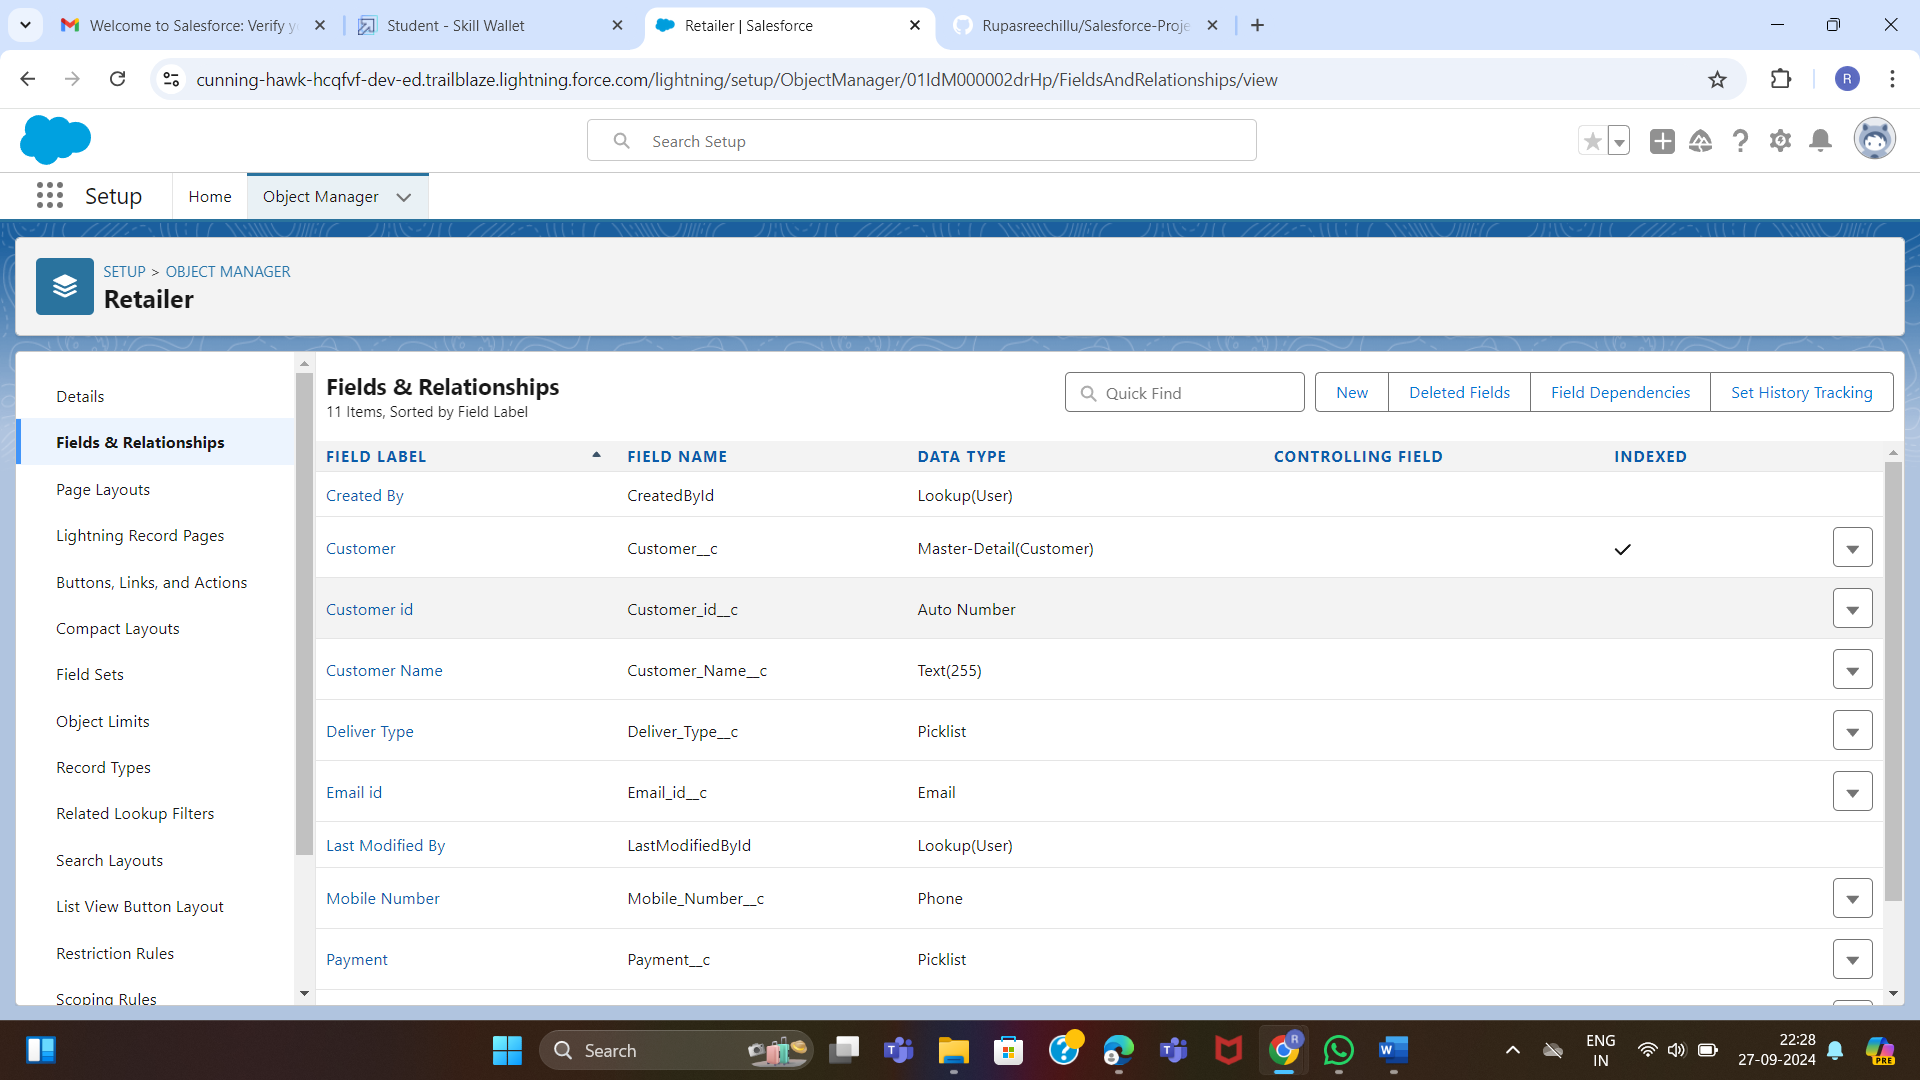 Welcome to Salesforce: Verify y
Student - Skill Wallet
Retailer | Salesforce
Rupasreechillu/Salesforce-Proje
cunning-hawk-hcqfvf-dev-ed.trailblaze.lightning.force.com/lightning/setup/ObjectManager/01IdM000002drHp/FieldsAndRelationships/view
R
Search Setup
Setup
Home
Object Manager
SETUP > OBJECT MANAGER
Retailer
Details
Fields & Relationships
Page Layouts
Lightning Record Pages
Buttons, Links, and Actions
Compact Layouts
Field Sets
Object Limits
Record Types
Related Lookup Filters
Search Layouts
List View Button Layout
Restriction Rules
Scoping Rules
Fields & Relationships
11 Items, Sorted by Field Label
Quick Find
New
Deleted Fields
Field Dependencies
Set History Tracking
FIELD LABEL FIELD NAME DATA TYPE CONTROLLING FIELD INDEXED
Created By CreatedById Lookup(User)
Customer Customer__c Master-Detail(Customer)
Customer id Customer_id__c Auto Number
Customer Name Customer_Name__c Text(255)
Deliver Type Deliver_Type__c Picklist
Email id Email_id__c Email
Last Modified By LastModifiedById Lookup(User)
Mobile Number Mobile_Number__c Phone
Payment Payment__c Picklist
Search
R
ENG
IN
22:28
27-09-2024
PRE